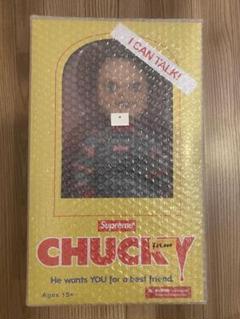 I CAN TALK!
Supreme
CHUCKY
He wants YOU for a best friend.
Ages 15+